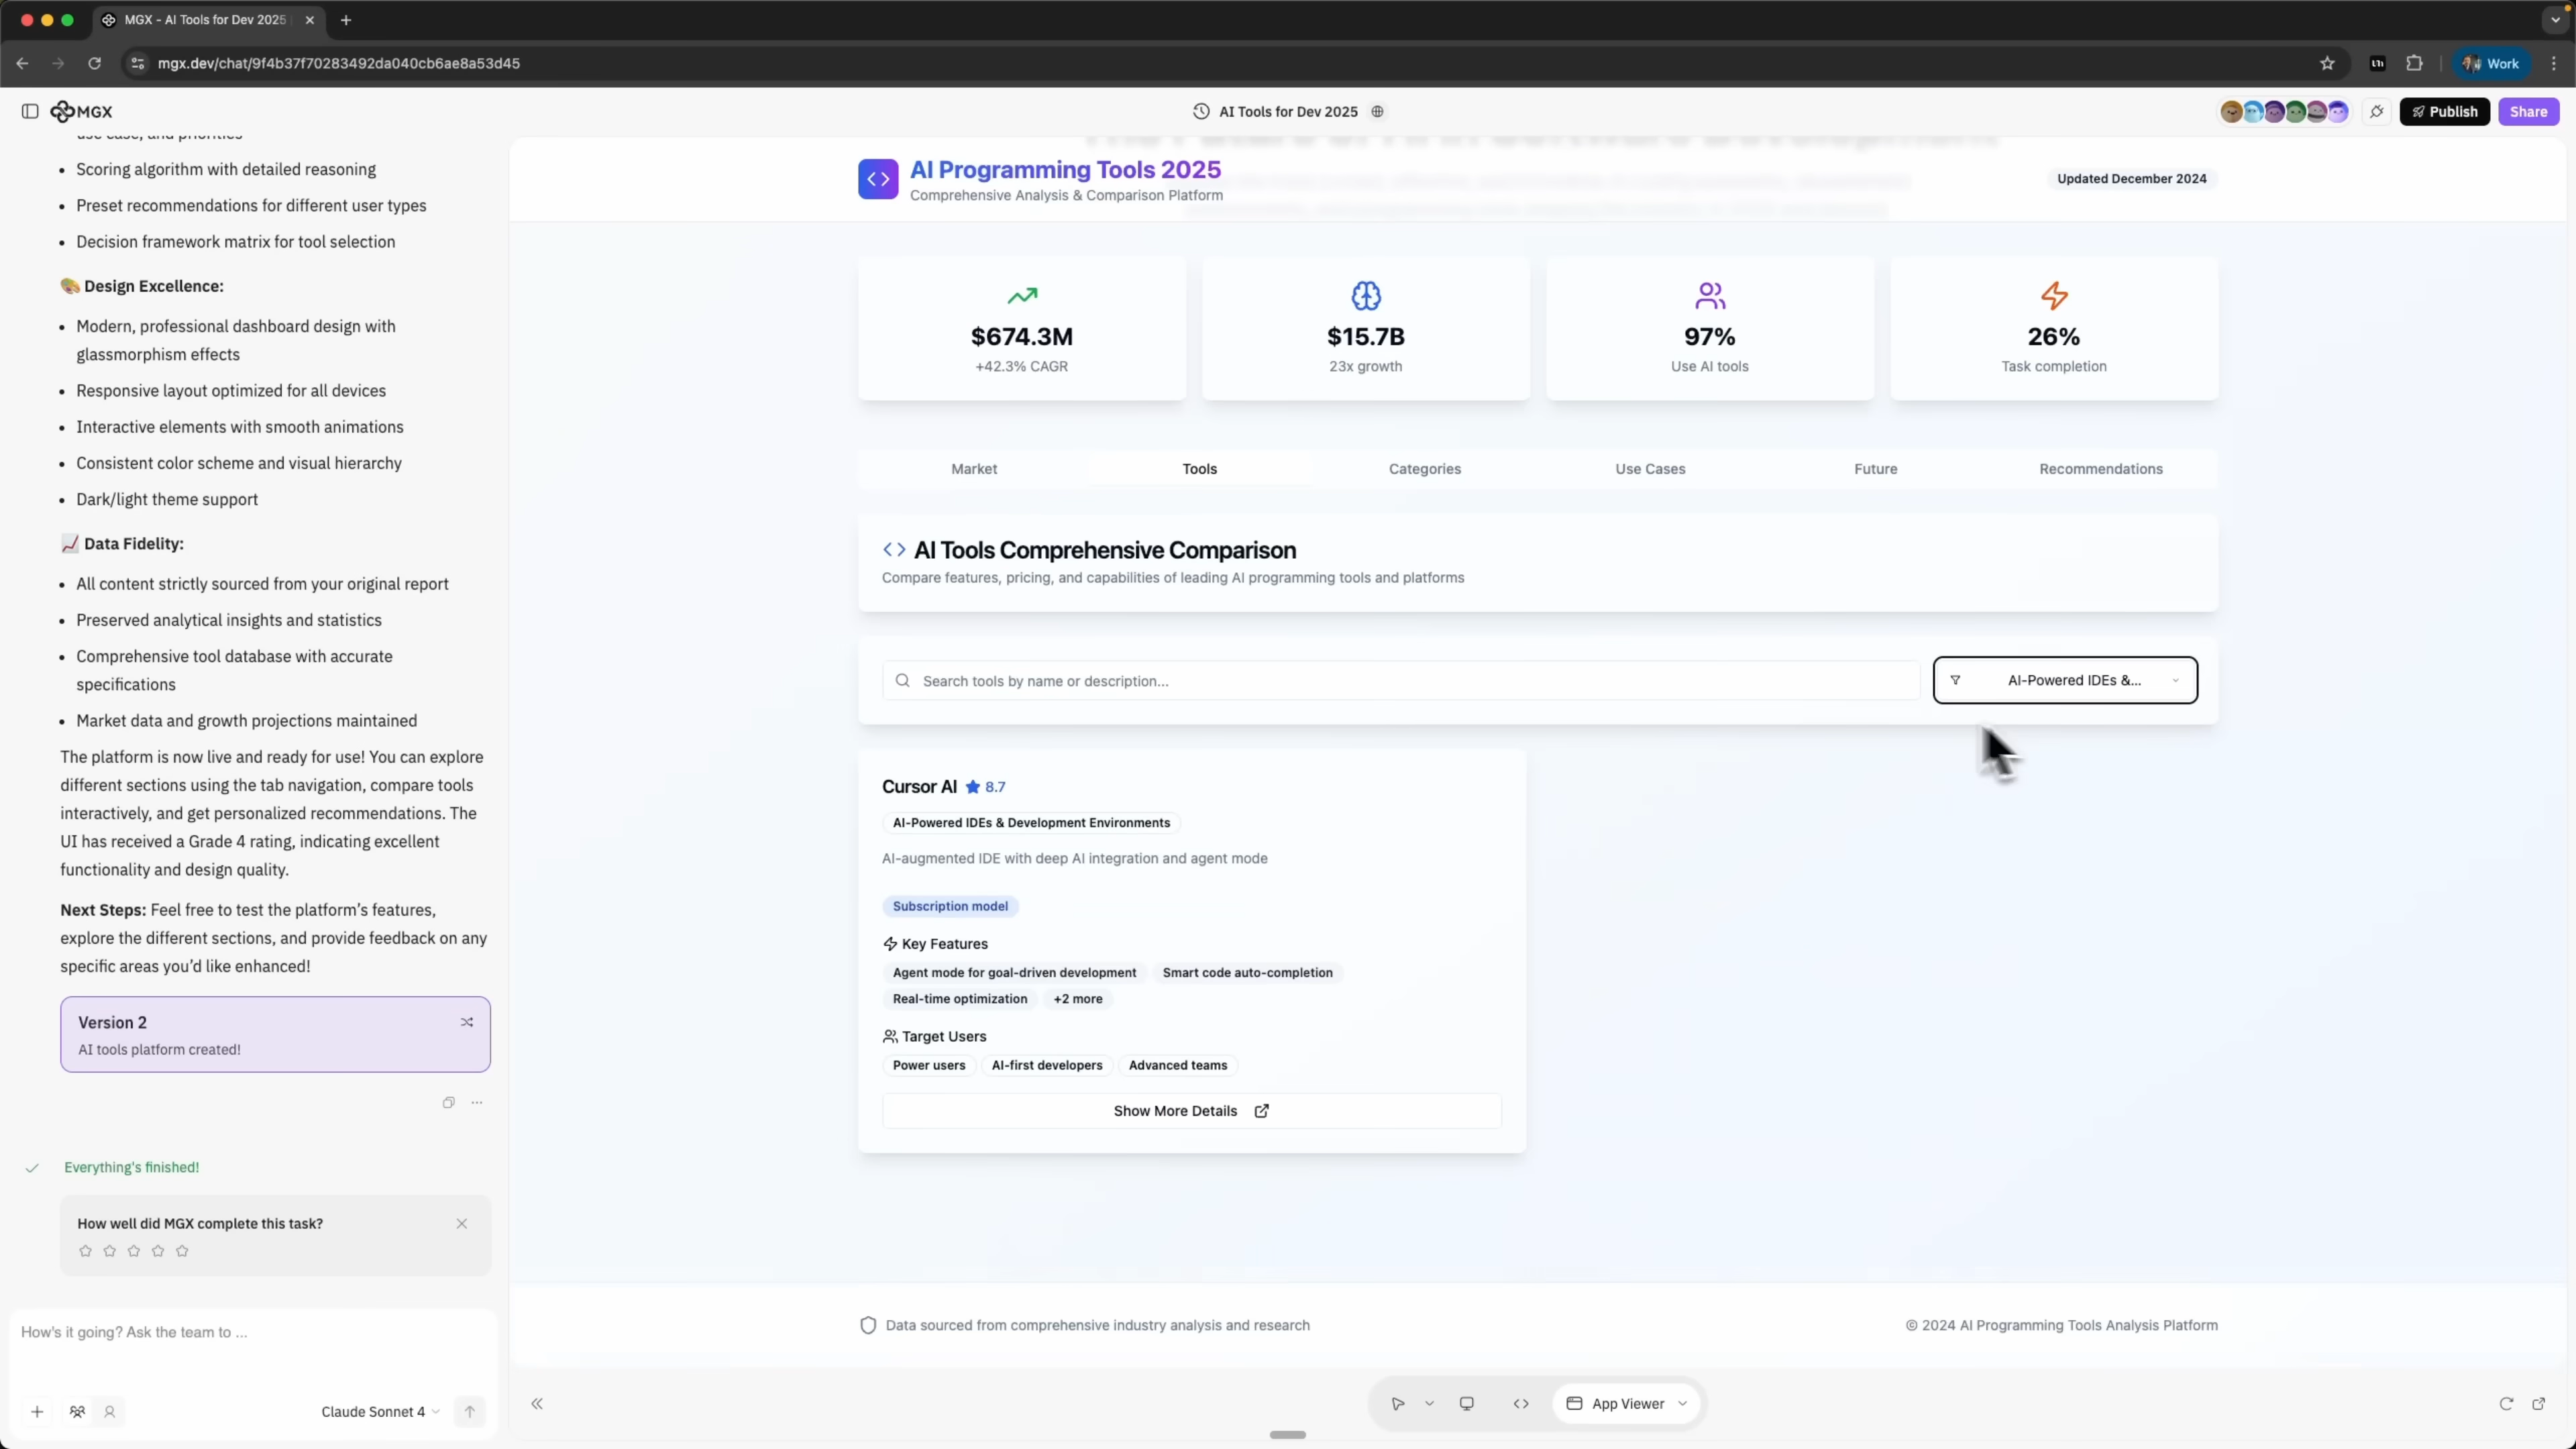 MGX - AI Tools for Dev 2025
mgx.dev/chat/9f4b37f70283492da040cb6ae8a53d45
Work
MGX
AI Tools for Dev 2025
Publish
Share
use case, and priorities
• Scoring algorithm with detailed reasoning
• Preset recommendations for different user types
• Decision framework matrix for tool selection
🎨 Design Excellence:
• Modern, professional dashboard design with
glassmorphism effects
• Responsive layout optimized for all devices
• Interactive elements with smooth animations
• Consistent color scheme and visual hierarchy
• Dark/light theme support
📈 Data Fidelity:
• All content strictly sourced from your original report
• Preserved analytical insights and statistics
• Comprehensive tool database with accurate
specifications
• Market data and growth projections maintained
The platform is now live and ready for use! You can explore
different sections using the tab navigation, compare tools
interactively, and get personalized recommendations. The
UI has received a Grade 4 rating, indicating excellent
functionality and design quality.
Next Steps: Feel free to test the platform's features,
explore the different sections, and provide feedback on any
specific areas you'd like enhanced!
Version 2
AI tools platform created!
Everything's finished!
How well did MGX complete this task?
How's it going? Ask the team to ...
Claude Sonnet 4
AI Programming Tools 2025
Comprehensive Analysis & Comparison Platform
Updated December 2024
$674.3M
+42.3% CAGR
$15.7B
23x growth
97%
Use AI tools
26%
Task completion
Market
Tools
Categories
Use Cases
Future
Recommendations
AI Tools Comprehensive Comparison
Compare features, pricing, and capabilities of leading AI programming tools and platforms
Search tools by name or description...
AI-Powered IDEs &...
Cursor AI 8.7
AI-Powered IDEs & Development Environments
AI-augmented IDE with deep AI integration and agent mode
Subscription model
Key Features
Agent mode for goal-driven development Smart code auto-completion
Real-time optimization +2 more
Target Users
Power users AI-first developers Advanced teams
Show More Details
Data sourced from comprehensive industry analysis and research
© 2024 AI Programming Tools Analysis Platform
App Viewer